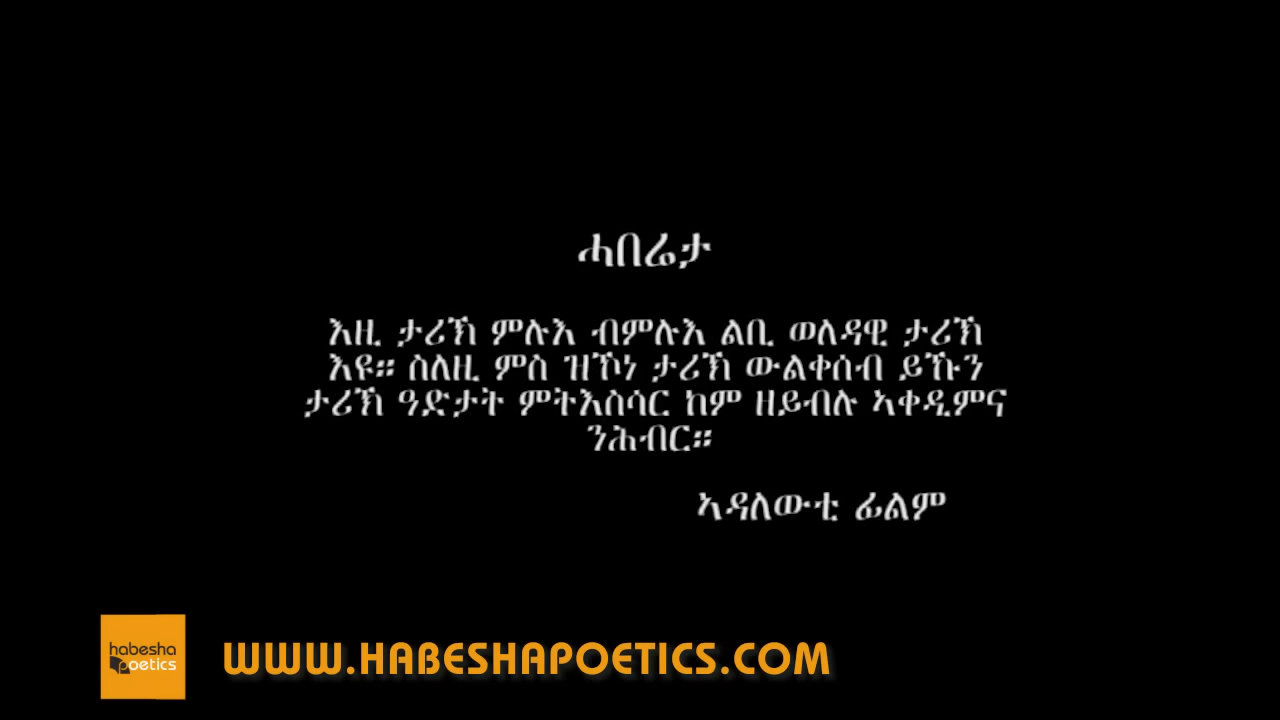 ሓበሬታ
እዚ ታሪኽ ምሉእ ብምሉእ ልቢ ወለዳዊ ታሪኽ
እዩ። ስለዚ ምስ ዝኾነ ታሪኽ ውልቀሰብ ይኹን
ታሪኽ ዓድታት ምትእስሳር ከም ዘይብሉ ኣቀዲምና
ንሕብር።
ኣዳለውቲ ፊልም
habesha
poetics
WWW.HABESHAPOETICS.COM